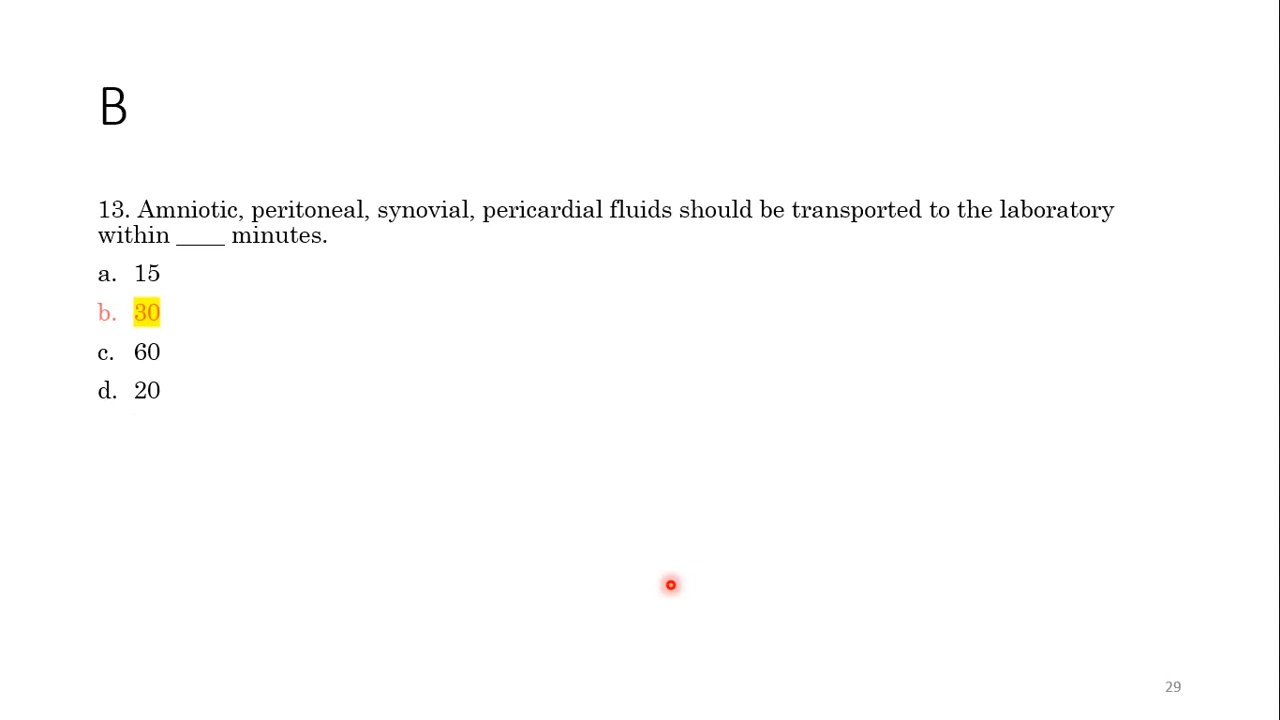 B
13. Amniotic, peritoneal, synovial, pericardial fluids should be transported to the laboratory
within ____ minutes.
a. 15
b. 30
c. 60
d. 20
29